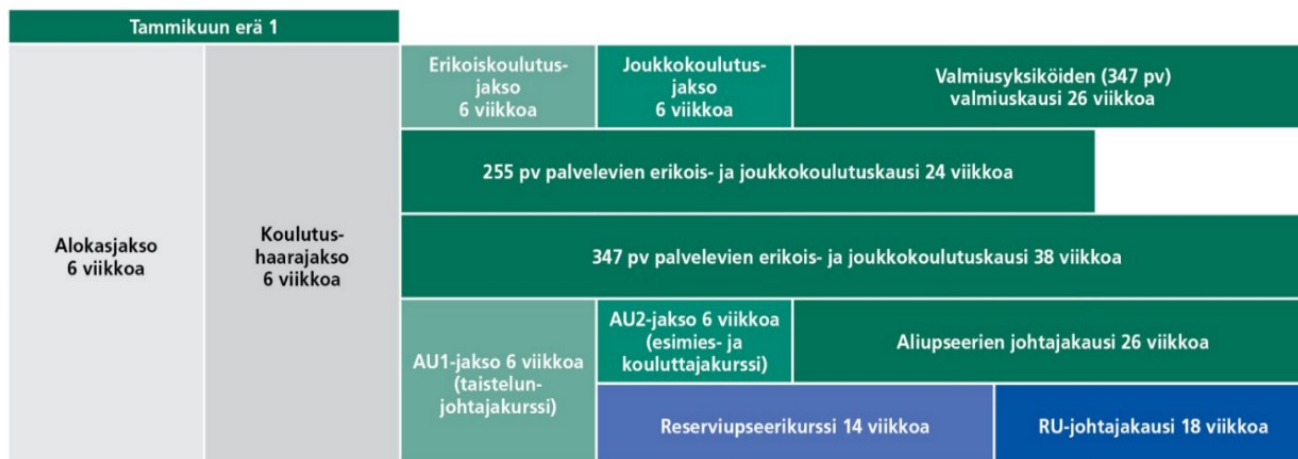 Tammikuun erä 1
Alokasjakso
6 viikkoa
Koulutus-
haarajakso
6 viikkoa
Erikoiskoulutus-
jakso
6 viikkoa
Joukkokoulutus-
jakso
6 viikkoa
Valmiusyksiköiden (347 pv)
valmiuskausi 26 viikkoa
255 pv palvelevien erikois- ja joukkokoulutuskausi 24 viikkoa
347 pv palvelevien erikois- ja joukkokoulutuskausi 38 viikkoa
AU1-jakso 6 viikkoa
(taistelun-
johtajakurssi)
AU2-jakso 6 viikkoa
(esimies- ja
kouluttajakurssi)
Aliupseerien johtajakausi 26 viikkoa
Reserviupseerikurssi 14 viikkoa
RU-johtajakausi 18 viikkoa